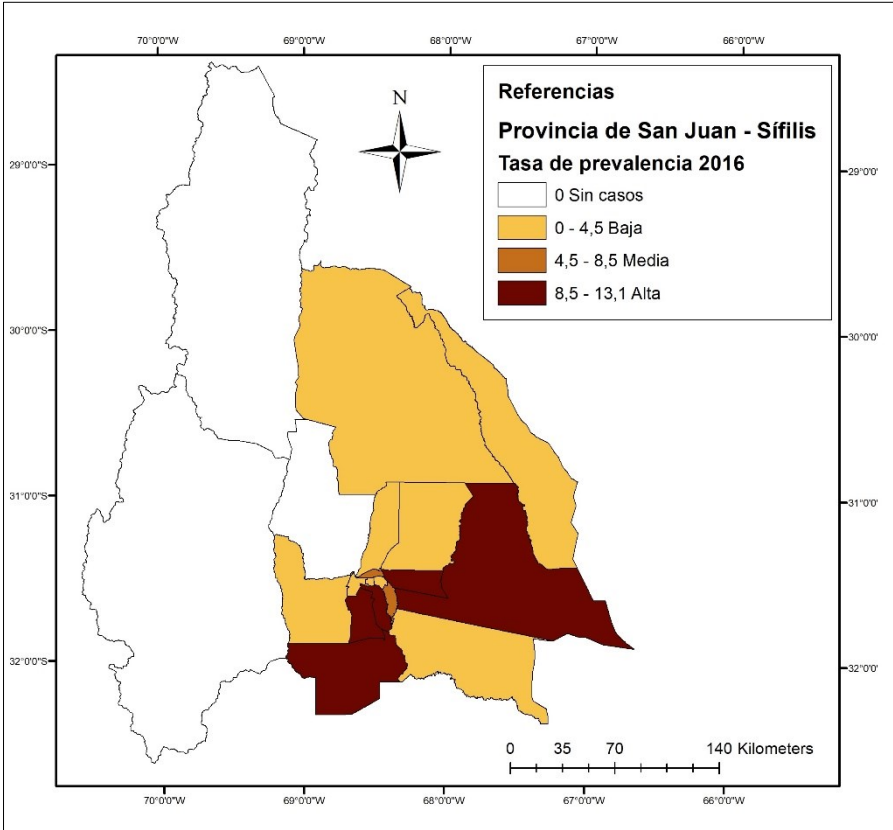 70°0'0"W 69°0'0"W 68°0'0"W 67°0'0"W 66°0'0"W
Referencias
Provincia de San Juan - Sífilis
Tasa de prevalencia 2016
0 Sin casos
0 - 4,5 Baja
4,5 - 8,5 Media
8,5 - 13,1 Alta
N
29°0'0"S 29°0'0"S
30°0'0"S 30°0'0"S
31°0'0"S 31°0'0"S
32°0'0"S 32°0'0"S
0 35 70 140 Kilometers
70°0'0"W 69°0'0"W 68°0'0"W 67°0'0"W 66°0'0"W